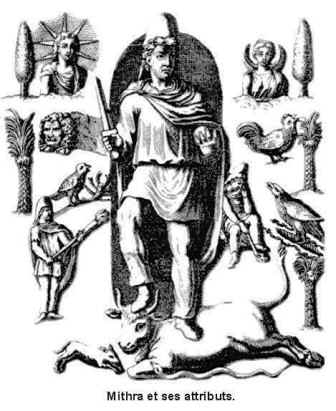 Mithra et ses attributs.